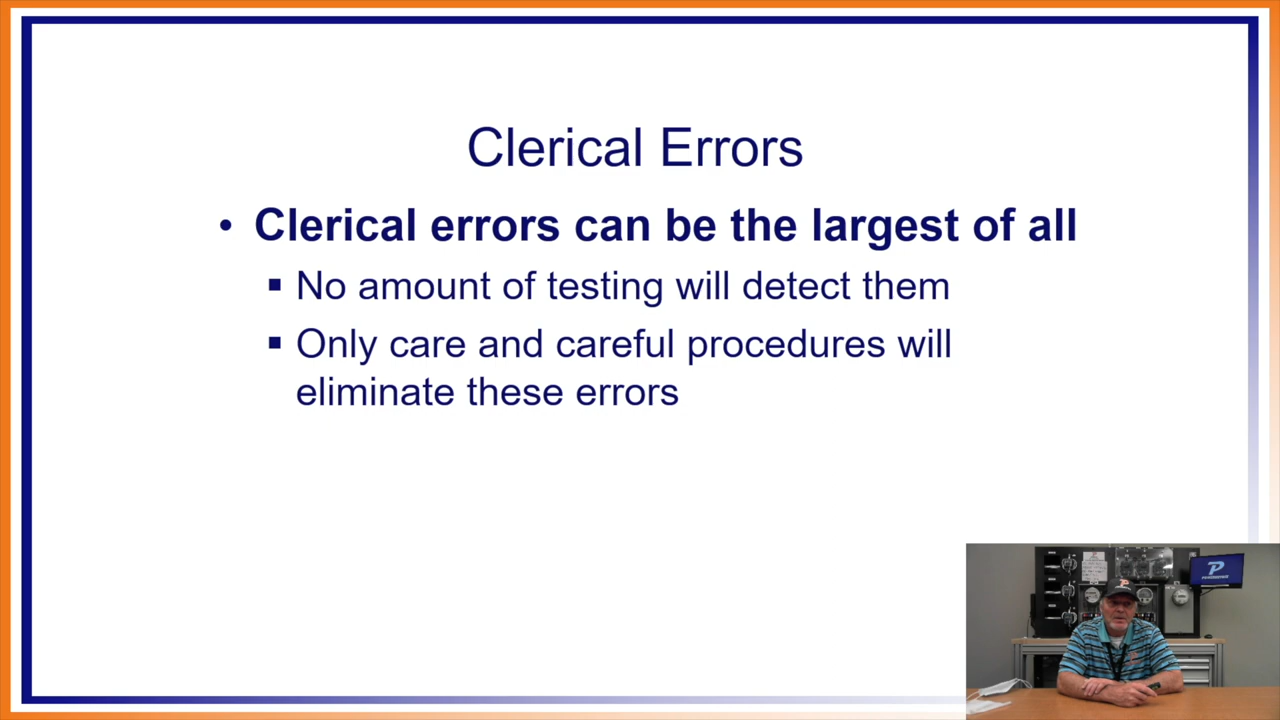 Clerical Errors
• Clerical errors can be the largest of all
▪ No amount of testing will detect them
▪ Only care and careful procedures will
eliminate these errors
P